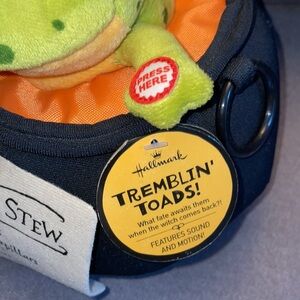 PRESS
HERE
Hallmark
TREMBLIN'
TOADS!
What fate awaits them
when the witch comes back?!
FEATURES SOUND
AND MOTION!
STEW